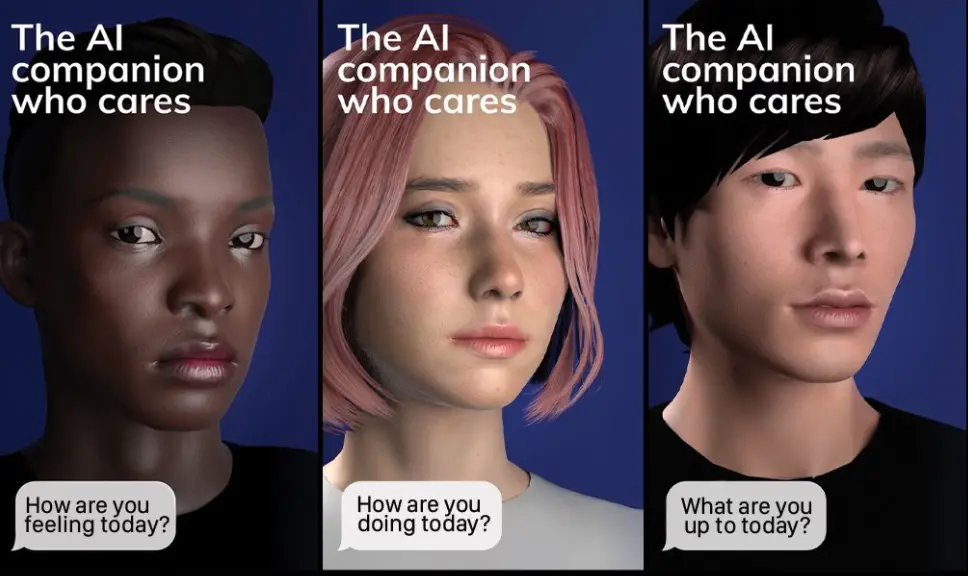 The AI
companion
who cares
How are you
feeling today?
The AI
companion
who cares
How are you
doing today?
The AI
companion
who cares
What are you
up to today?